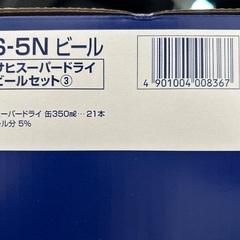 S-5N ビール
サヒスーパードライ
ビールセット③
スーパードライ 缶350㎖… 21本
ール分 5%
4 901004 008367